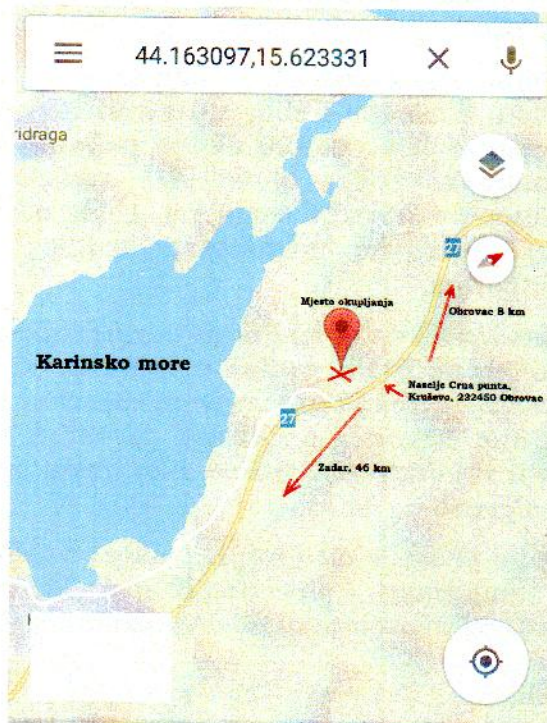 44.163097,15.623331
ridraga
27
Mjesto okupljanja
Obrovac 8 km
Karinsko more
Naselje Crna punta,
Kruševo, 232450 Obrovac
27
Zadar, 46 km